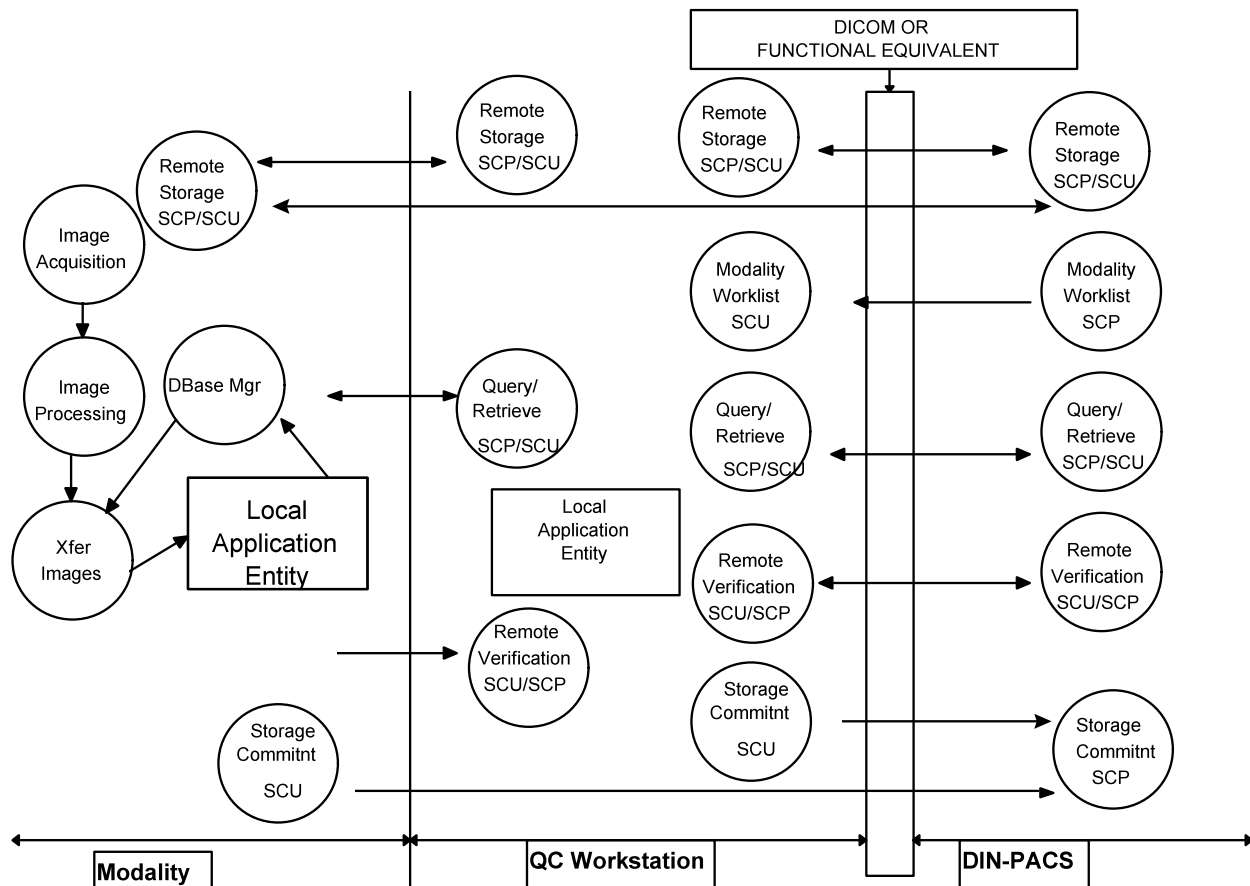 DICOM OR
FUNCTIONAL EQUIVALENT
Remote
Storage
SCP/SCU
Remote
Storage
SCP/SCU
Remote
Storage
SCP/SCU
Remote
Storage
SCP/SCU
Image
Acquisition
Modality
Worklist
SCU
Modality
Worklist
SCP
Image
Processing
DBase Mgr
Query/
Retrieve
SCP/SCU
Query/
Retrieve
SCP/SCU
Query/
Retrieve
SCP/SCU
Xfer
Images
Local
Application
Entity
Local
Application
Entity
Remote
Verification
SCU/SCP
Remote
Verification
SCU/SCP
Remote
Verification
SCU/SCP
Storage
Commitnt
SCU
Storage
Commitnt
SCU
Storage
Commitnt
SCP
Modality
QC Workstation
DIN-PACS